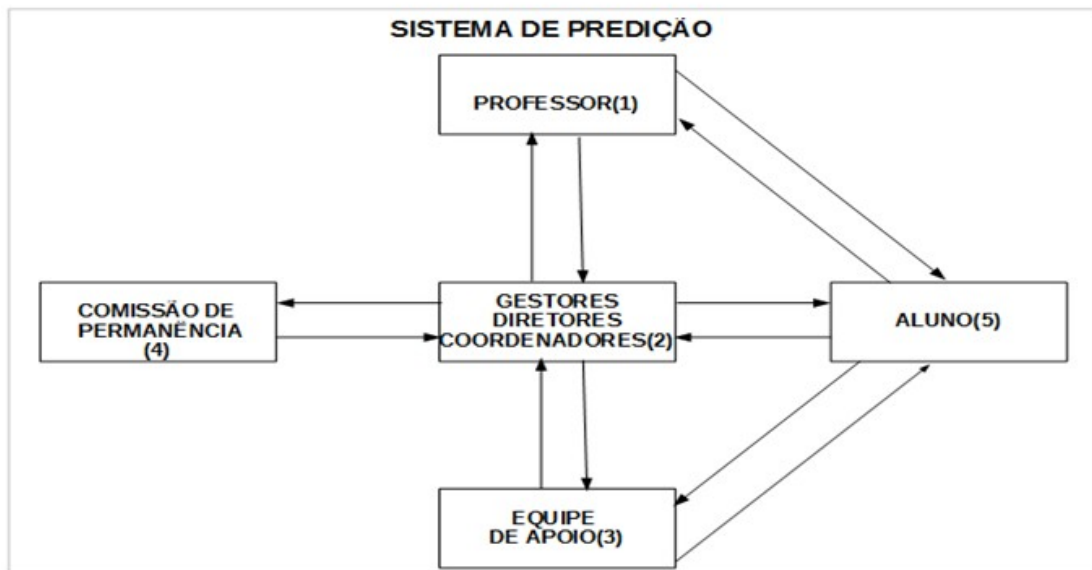 SISTEMA DE PREDIÇÃO
PROFESSOR(1)
COMISSÃO DE
PERMANÊNCIA
(4)
GESTORES
DIRETORES
COORDENADORES(2)
ALUNO(5)
EQUIPE
DE APOIO(3)